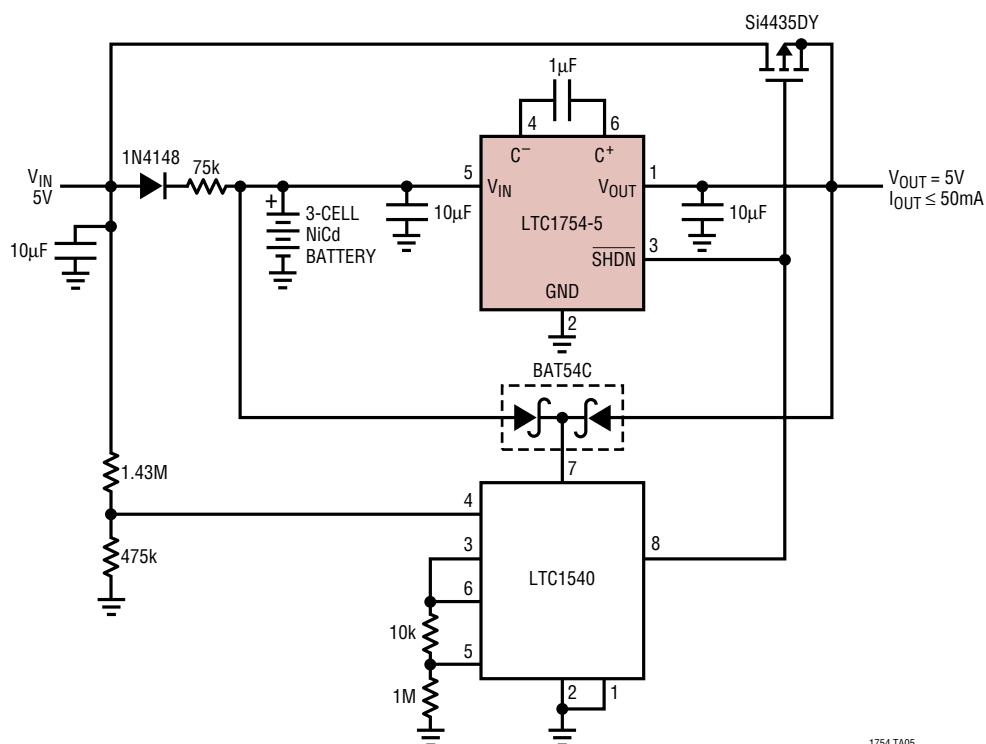 Si4435DY
1µF
4
6
C−
C+
1N4148
75k
VIN
5V
5
VIN
VOUT
1
VOUT = 5V
IOUT ≤ 50mA
LTC1754-5
+
3-CELL
NiCd
BATTERY
10µF
10µF
10µF
SHDN
3
GND
2
BAT54C
7
1.43M
4
475k
3
6
LTC1540
8
10k
5
1M
2
1
1754 TA05